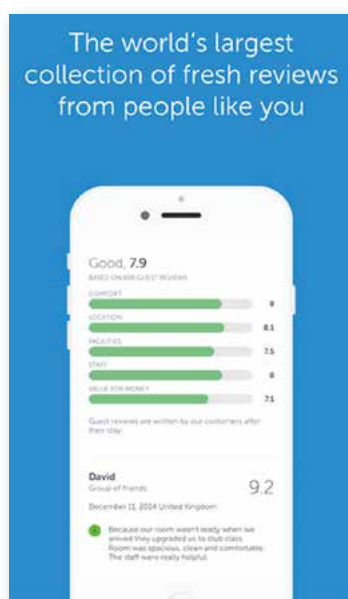 The world's largest
collection of fresh reviews
from people like you
Good, 7.9
COMFORT
8
LOCATION
8.1
FACILITIES
7.5
STAFF
8
VALUE FOR MONEY
7.1
Guest reviews are written by our customers after
their stay.
David
Group of friends
9.2
December 11, 2014 United Kingdom
Because our room wasn't ready when we
arrived they upgraded us to club class.
Room was spacious, clean and comfortable.
The staff were really helpful.